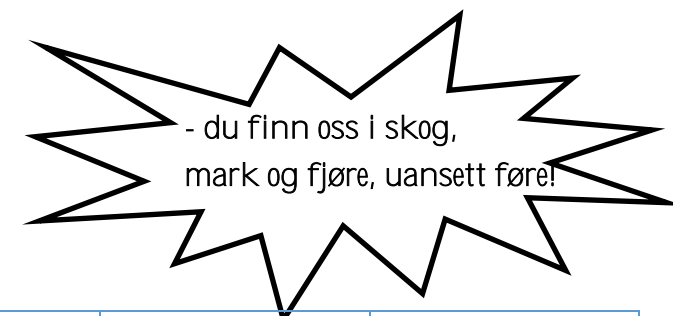 - du finn oss i skog,
mark og fjøre, uansett føre!